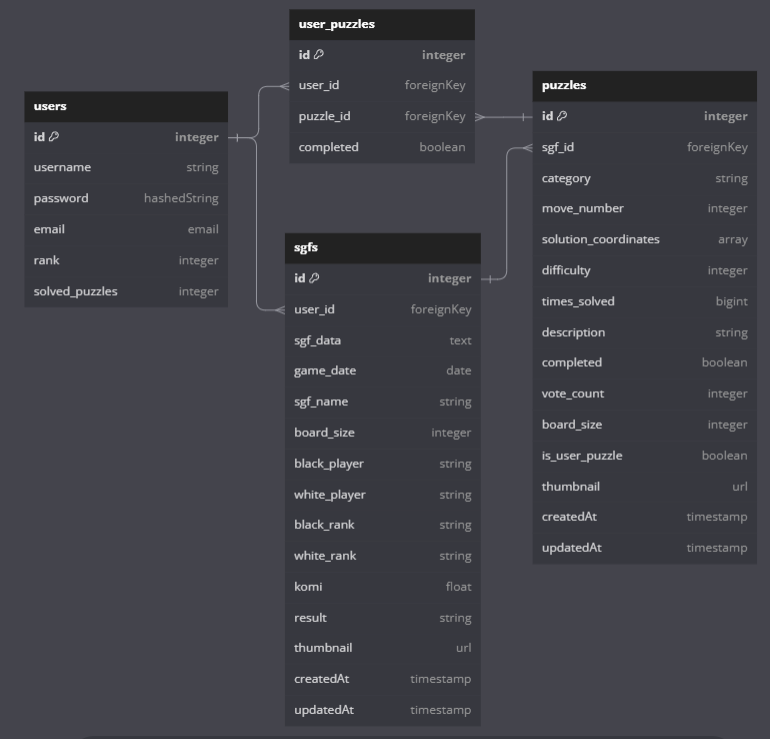 user_puzzles
id integer
user_id foreignKey
puzzle_id foreignKey
completed boolean
users
id integer
username string
password hashedString
email email
rank integer
solved_puzzles integer
sgfs
id integer
user_id foreignKey
sgf_data text
game_date date
sgf_name string
board_size integer
black_player string
white_player string
black_rank string
white_rank string
komi float
result string
thumbnail url
createdAt timestamp
updatedAt timestamp
puzzles
id integer
sgf_id foreignKey
category string
move_number integer
solution_coordinates array
difficulty integer
times_solved bigint
description string
completed boolean
vote_count integer
board_size integer
is_user_puzzle boolean
thumbnail url
createdAt timestamp
updatedAt timestamp